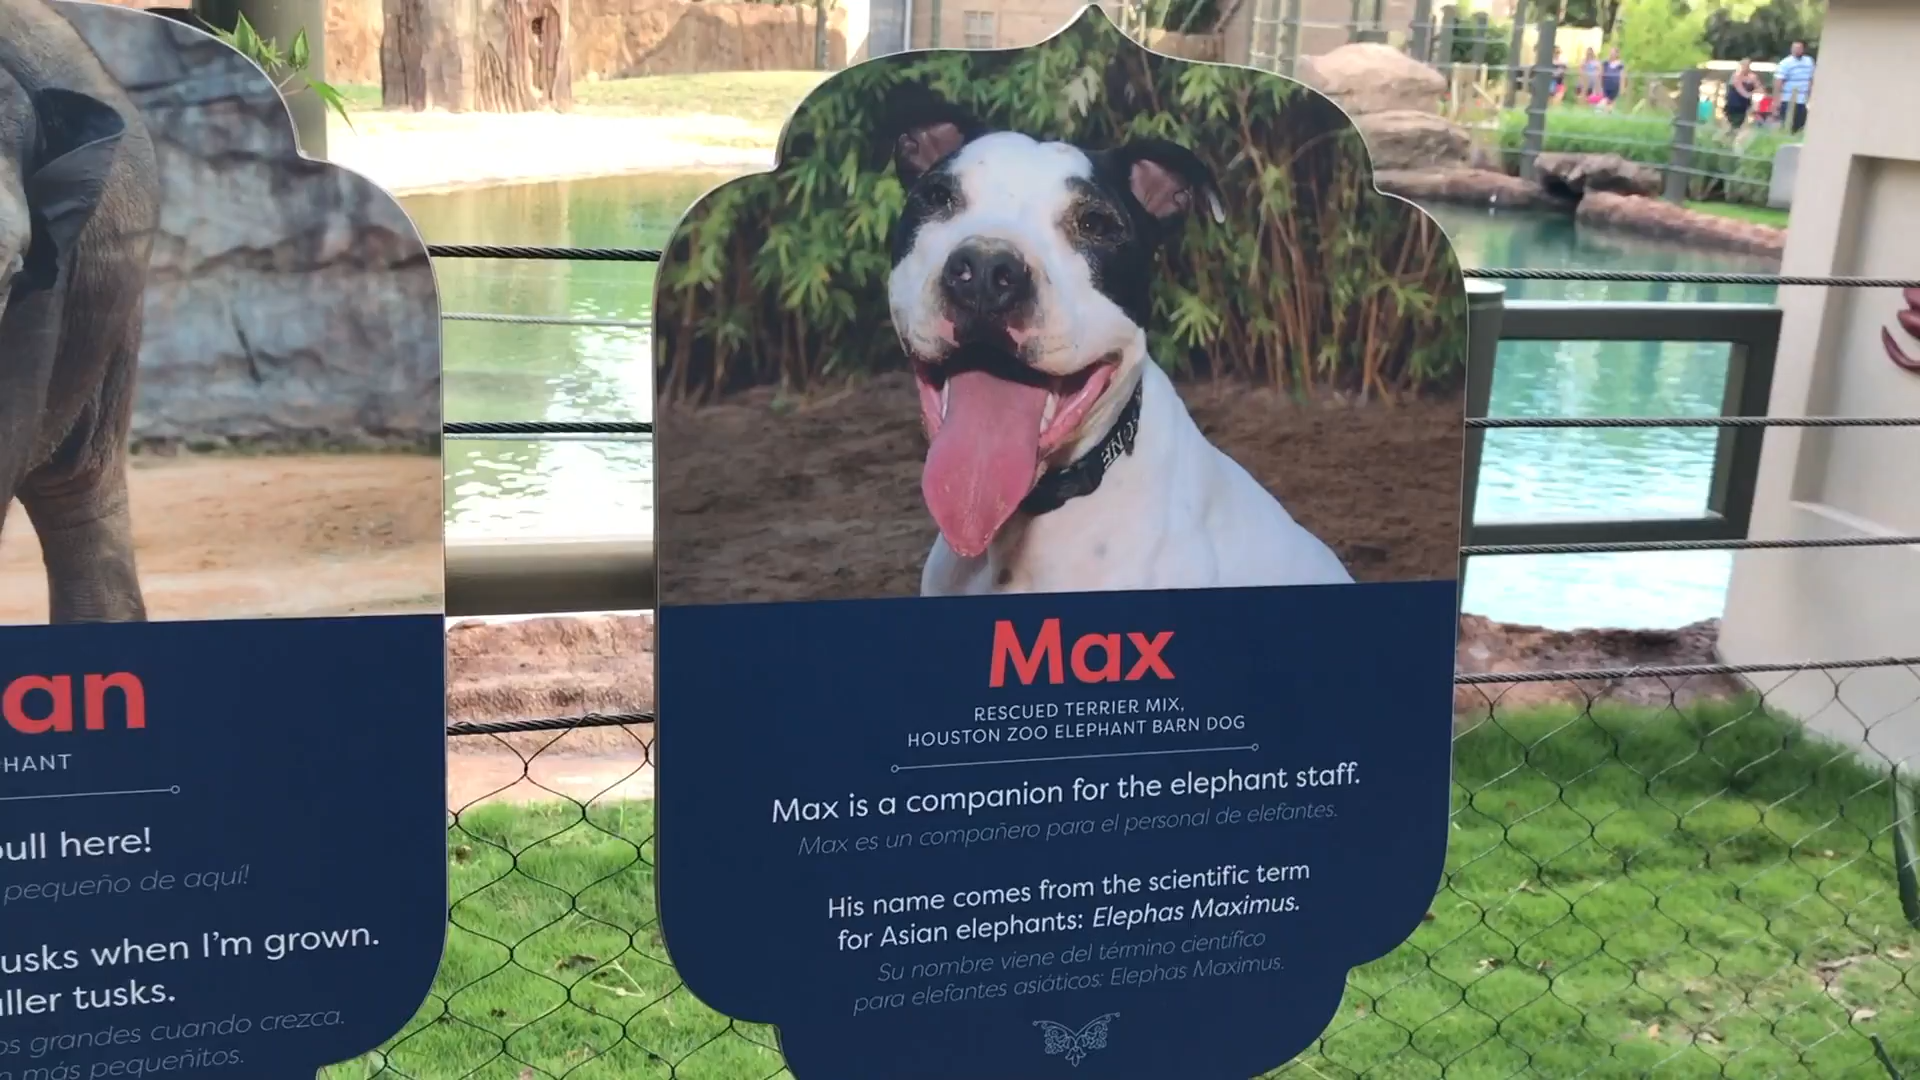 an
HANT
ull here!
pequeño de aquí!
usks when I'm grown.
ller tusks.
os grandes cuando crezca.
más pequeñitos.
Max
RESCUED TERRIER MIX,
HOUSTON ZOO ELEPHANT BARN DOG
Max is a companion for the elephant staff.
Max es un compañero para el personal de elefantes.
His name comes from the scientific term
for Asian elephants: Elephas Maximus.
Su nombre viene del término científico
para elefantes asiáticos: Elephas Maximus.